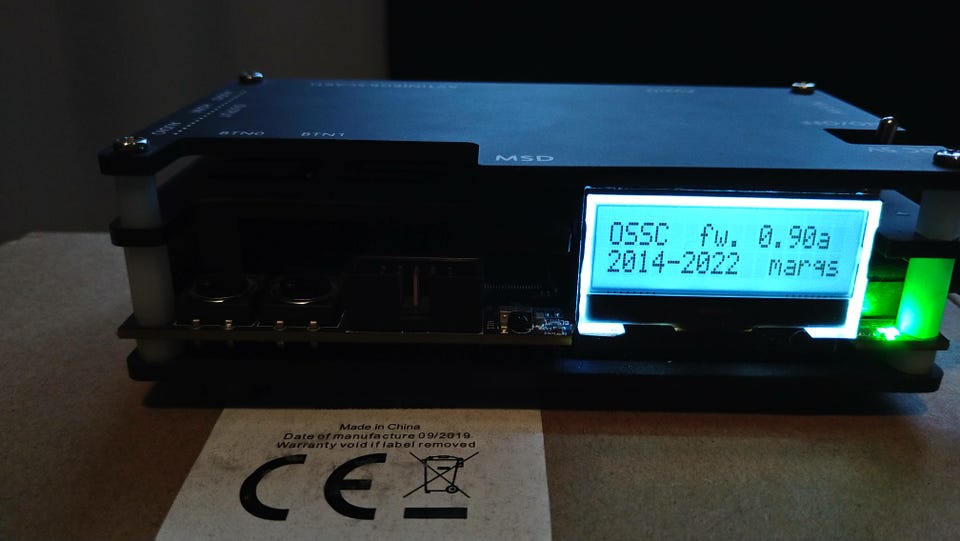 BTN0 BTN1
MSD
OSSC fw. 0.90a
2014-2022 marqs
Made in China
Date of manufacture 09/2019
Warranty void if label removed
CE